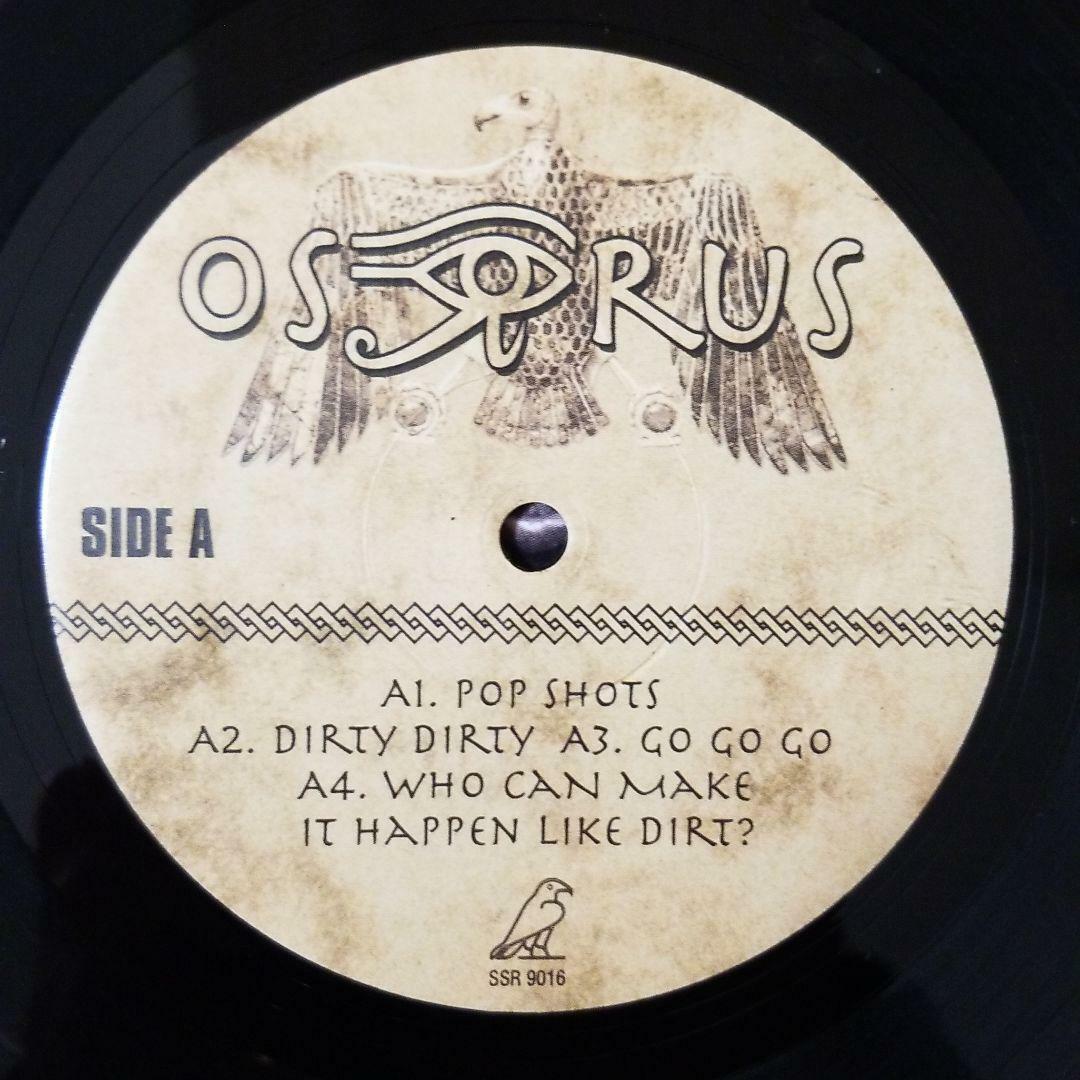 OSIRUS
SIDE A
A1. POP SHOTS
A2. DIRTY DIRTY A3. GO GO GO
A4. WHO CAN MAKE
IT HAPPEN LIKE DIRT?
SSR 9016